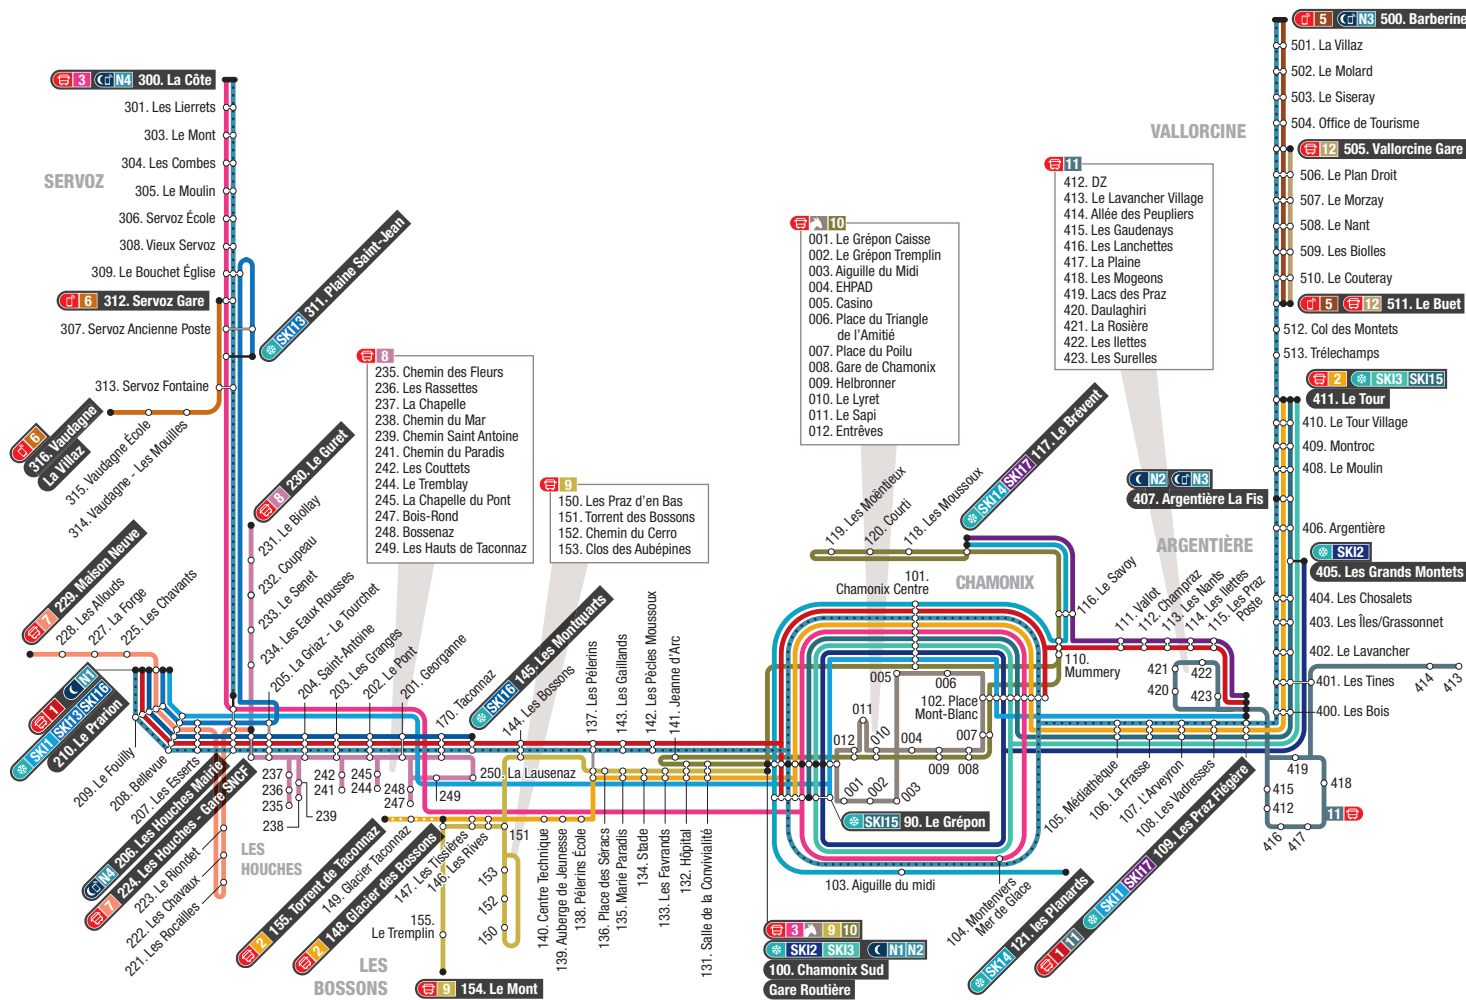 5 N3 500. Barberine
501. La Villaz
502. Le Molard
503. Le Siseray
504. Office de Tourisme
VALLORCINE
12 505. Vallorcine Gare
506. Le Plan Droit
507. Le Morzay
508. Le Nant
509. Les Biolles
510. Le Couteray
5 12 511. Le Buet
512. Col des Montets
513. Trélechamps
2 SKI3 SKI15
411. Le Tour
410. Le Tour Village
409. Montroc
408. Le Moulin
N2 N3
407. Argentière La Fis
406. Argentière
ARGENTIÈRE
SKI2
405. Les Grands Montets
404. Les Chosalets
403. Les Îles/Grassonnet
402. Le Lavancher
401. Les Tines
400. Les Bois
414
413
3 N4 300. La Côte
301. Les Lierrets
303. Le Mont
304. Les Combes
SERVOZ
305. Le Moulin
306. Servoz École
308. Vieux Servoz
309. Le Bouchet Église
6 312. Servoz Gare
307. Servoz Ancienne Poste
SKI13 311. Plaine Saint-Jean
313. Servoz Fontaine
6
316. Vaudagne
La Villaz
315. Vaudagne École
314. Vaudagne - Les Mouilles
8
235. Chemin des Fleurs
236. Les Rassettes
237. La Chapelle
238. Chemin du Mar
239. Chemin Saint Antoine
241. Chemin du Paradis
242. Les Couttets
244. Le Tremblay
245. La Chapelle du Pont
247. Bois-Rond
248. Bossenaz
249. Les Hauts de Taconnaz
9
150. Les Praz d'en Bas
151. Torrent des Bossons
152. Chemin du Cerro
153. Clos des Aubépines
10
001. Le Grépon Caisse
002. Le Grépon Tremplin
003. Aiguille du Midi
004. EHPAD
005. Casino
006. Place du Triangle
de l'Amitié
007. Place du Poilu
008. Gare de Chamonix
009. Helbronner
010. Le Lyret
011. Le Sapi
012. Entrêves
11
412. DZ
413. Le Lavancher Village
414. Allée des Peupliers
415. Les Gaudenays
416. Les Lanchettes
417. La Plaine
418. Les Mogeons
419. Lacs des Praz
420. Daulaghiri
421. La Rosière
422. Les Ilettes
423. Les Surelles
7 229. Maison Neuve
228. Les Allouds
227. La Forge
225. Les Chavants
8 230. Le Guret
231. Le Biollay
232. Coupeau
233. Le Senet
234. Les Eaux Rousses
205. La Griaz - Le Tourchet
204. Saint-Antoine
203. Les Granges
202. Le Pont
201. Georganne
170. Taconnaz
SKI16 145. Les Montquarts
144. Les Bossons
137. Les Pèlerins
143. Les Gaillands
142. Les Pècles Moussoux
141. Jeanne d'Arc
1 N1
SKI1 SKI13 SKI16
210. Le Prarion
209. Le Fouilly
208. Bellevue
207. Les Esserts
N4 206. Les Houches Mairie
7 224. Les Houches - Gare SNCF
223. Le Riondet
222. Les Chavaux
221. Les Rocailles
LES
HOUCHES
237
236
235
238
239
242
241
245
244
248
247
249
250. La Lausenaz
151
153
152
150
2 155. Torrent de Taconnaz
149. Glacier Taconnaz
2 148. Glacier des Bossons
147. Les Tissières
146. Les Rives
155.
Le Tremplin
LES
BOSSONS
9 154. Le Mont
140. Centre Technique
139. Auberge de Jeunesse
138. Pélerins École
136. Place des Séracs
135. Marie Paradis
134. Stade
133. Les Favrands
132. Hôpital
131. Salle de la Convivialité
119. Les Moëntieux
120. Courti
118. Les Moussoux
SKI14 SKI17 117. Le Brévent
101.
Chamonix Centre
CHAMONIX
116. Le Savoy
110.
Mummery
111. Vallot
112. Champraz
113. Les Nants
114. Les Ilettes
115. Les Praz
Poste
005
006
102. Place
Mont-Blanc
011
012
010
004
007
009
008
001
002
003
SKI15 90. Le Grépon
103. Aiguille du midi
104. Montenvers
Mer de Glace
SKI14 121. les Planards
3 9 10
SKI2 SKI3 N1 N2
100. Chamonix Sud
Gare Routière
105. Médiathèque
106. La Frasse
107. L'Arveyron
108. Les Vadresses
1 11 SKI1 SKI17 109. Les Praz Flégère
421
422
420
423
419
415
418
412
416
417
11